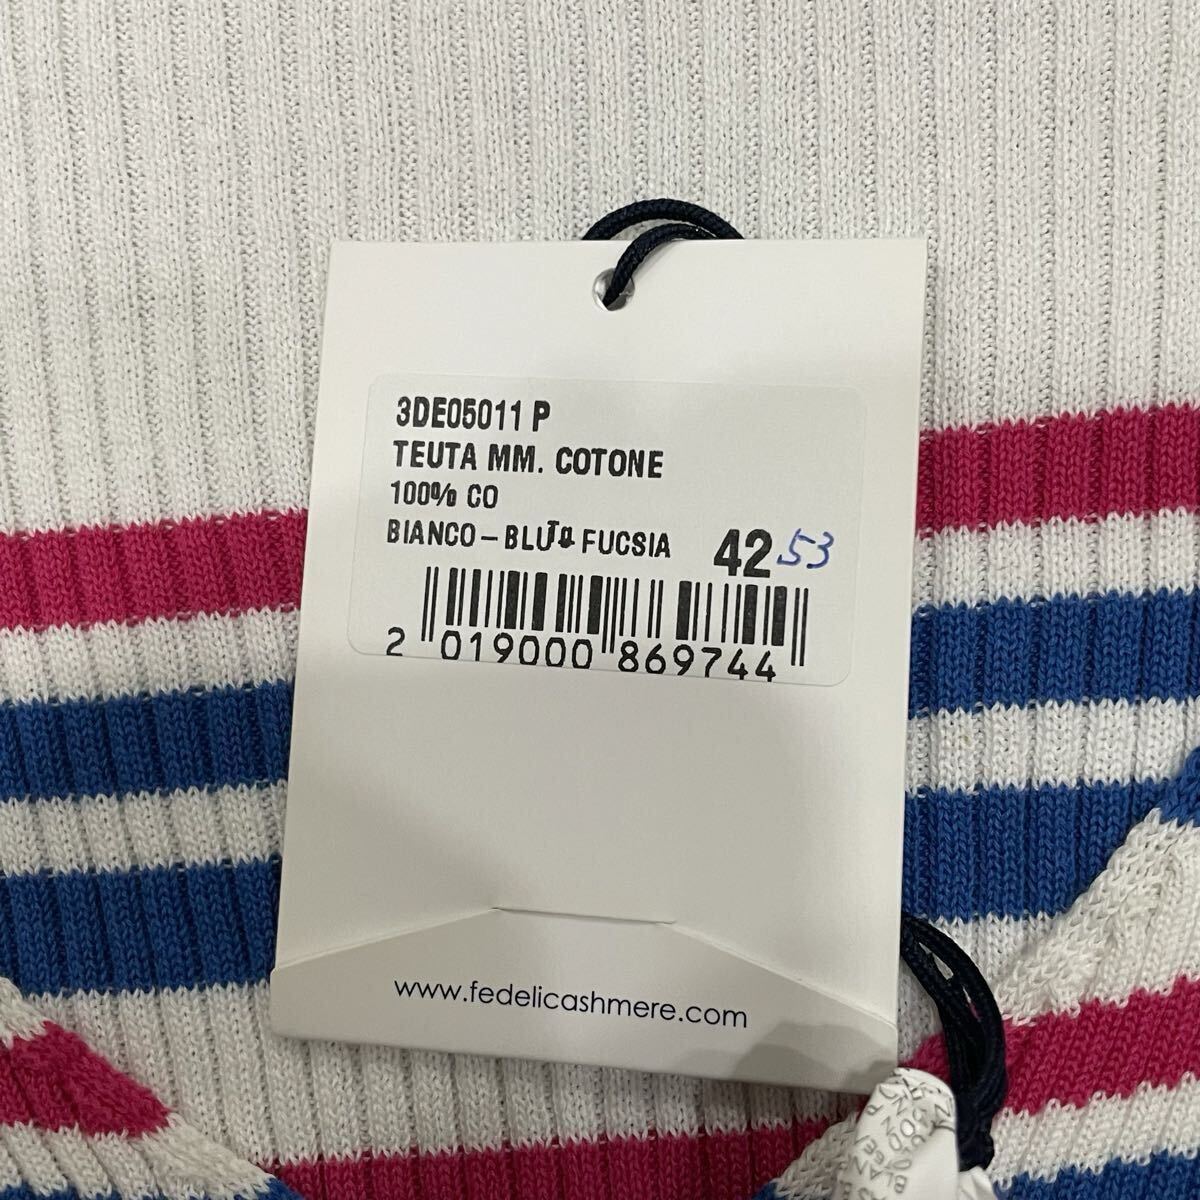 3DE05011 P
TEUTA MM. COTONE
100% CO
BIANCO-BLU FUCSIA 42 53
2 019000 869744
www.fedelicashmere.com